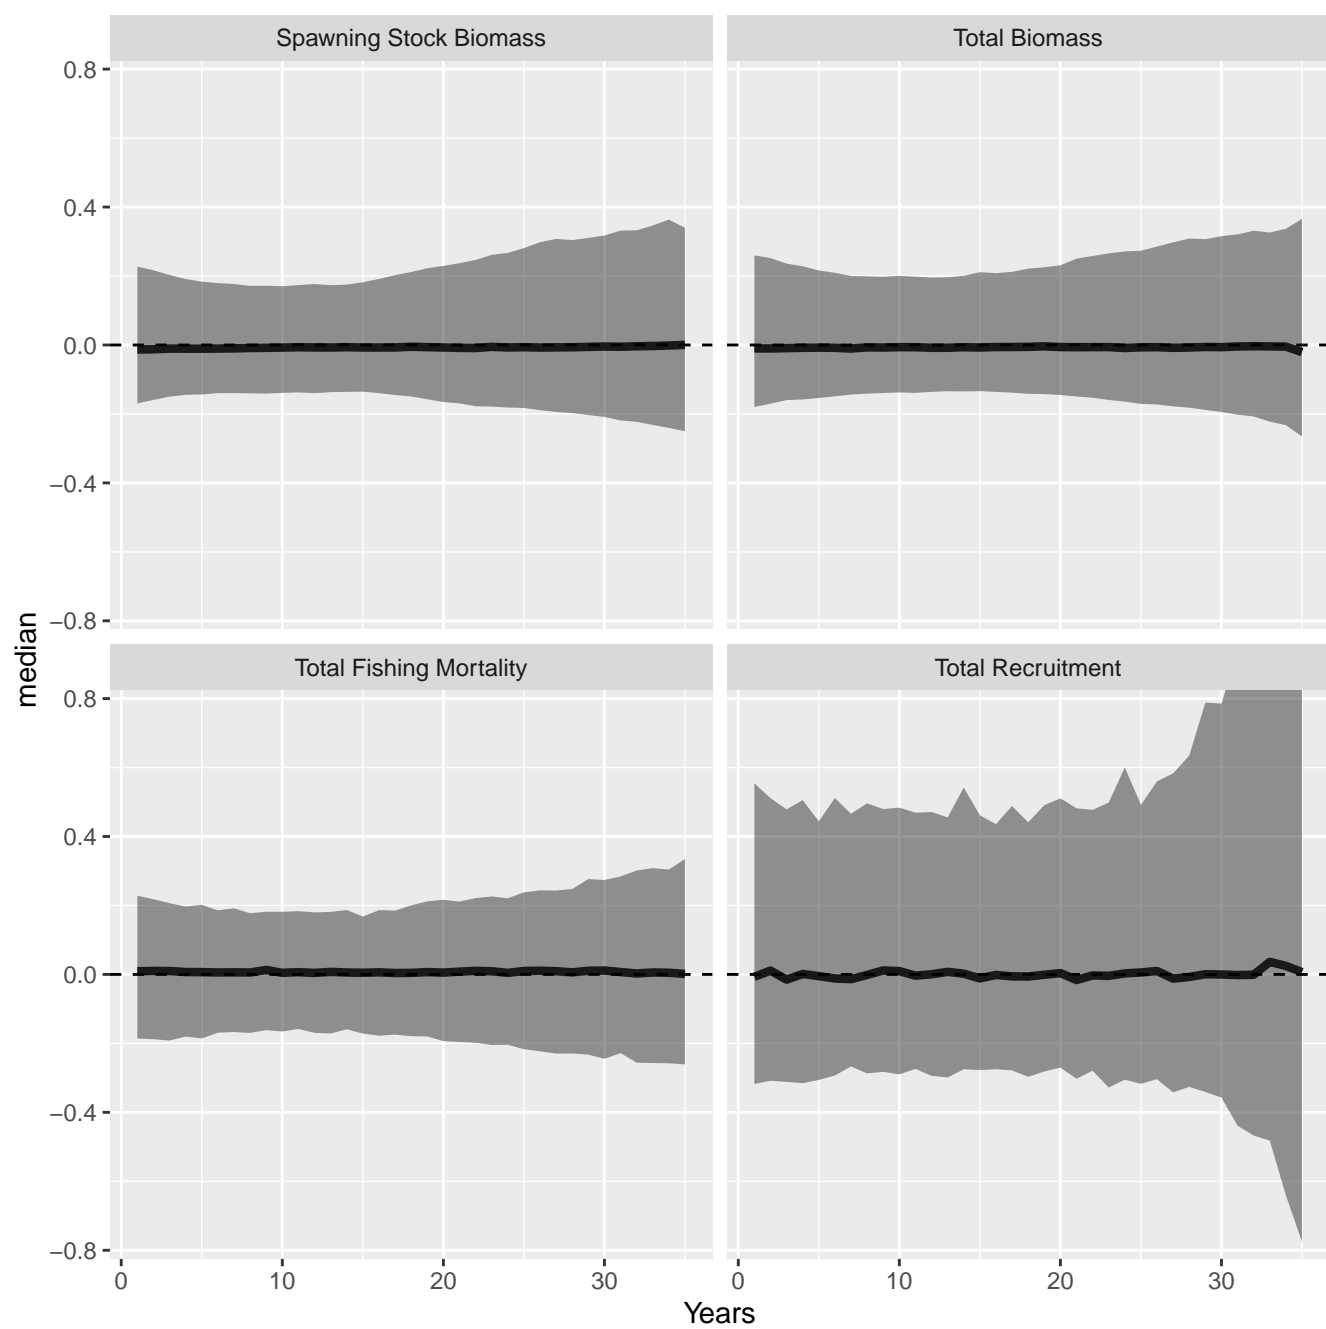 Spawning Stock Biomass
Total Biomass
0.8
0.4
0.0
−0.4
−0.8
median
Total Fishing Mortality
Total Recruitment
0.8
0.4
0.0
−0.4
−0.8
0 10 20 30
0 10 20 30
Years